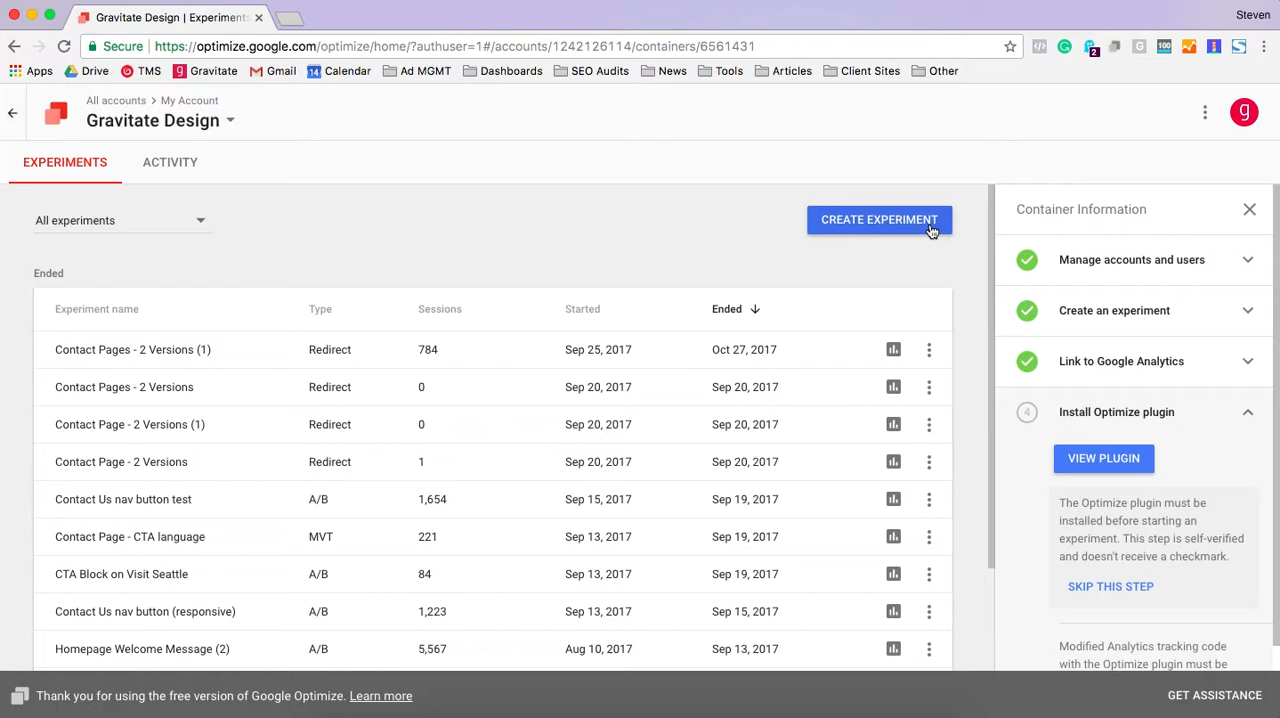 Gravitate Design | Experiments
Steven
Secure https://optimize.google.com/optimize/home/?authuser=1#/accounts/1242126114/containers/6561431
2
100
Apps Drive TMS Gravitate Gmail 14 Calendar Ad MGMT Dashboards SEO Audits News Tools Articles Client Sites Other
All accounts > My Account
Gravitate Design
g
EXPERIMENTS ACTIVITY
All experiments
CREATE EXPERIMENT
Ended
Experiment name Type Sessions Started Ended
Contact Pages - 2 Versions (1) Redirect 784 Sep 25, 2017 Oct 27, 2017
Contact Pages - 2 Versions Redirect 0 Sep 20, 2017 Sep 20, 2017
Contact Page - 2 Versions (1) Redirect 0 Sep 20, 2017 Sep 20, 2017
Contact Page - 2 Versions Redirect 1 Sep 20, 2017 Sep 20, 2017
Contact Us nav button test A/B 1,654 Sep 15, 2017 Sep 19, 2017
Contact Page - CTA language MVT 221 Sep 13, 2017 Sep 19, 2017
CTA Block on Visit Seattle A/B 84 Sep 13, 2017 Sep 19, 2017
Contact Us nav button (responsive) A/B 1,223 Sep 13, 2017 Sep 15, 2017
Homepage Welcome Message (2) A/B 5,567 Aug 10, 2017 Sep 13, 2017
Container Information
Manage accounts and users
Create an experiment
Link to Google Analytics
4 Install Optimize plugin
VIEW PLUGIN
The Optimize plugin must be
installed before starting an
experiment. This step is self-verified
and doesn't receive a checkmark.
SKIP THIS STEP
Modified Analytics tracking code
with the Optimize plugin must be
Thank you for using the free version of Google Optimize. Learn more
GET ASSISTANCE